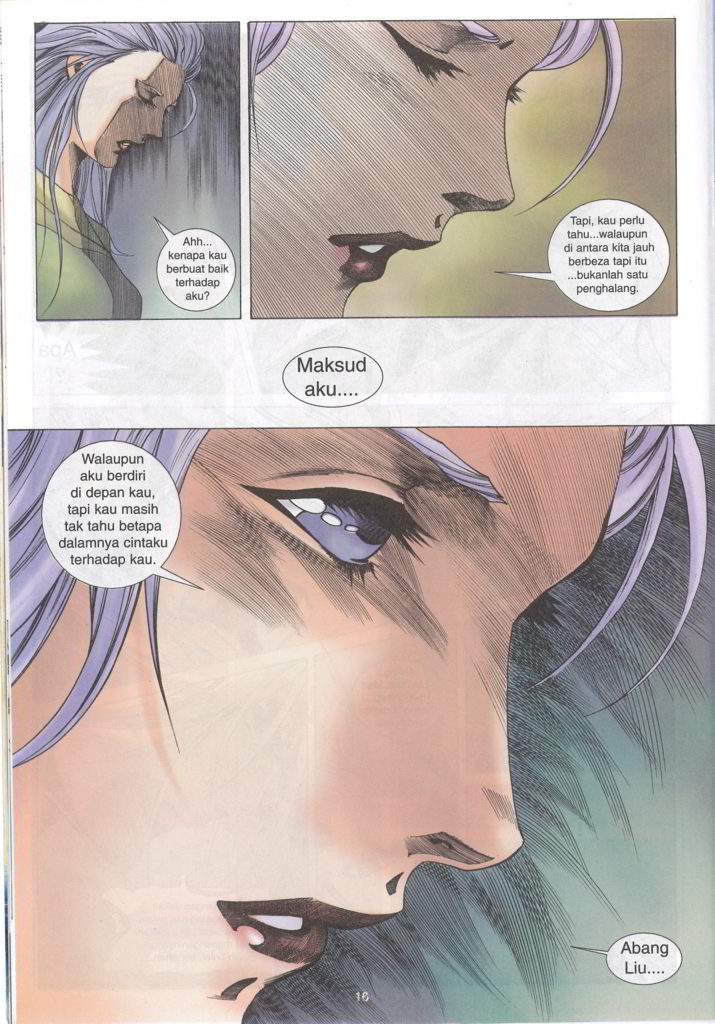 Ahh...
kenapa kau
berbuat baik
terhadap
aku?
Tapi, kau perlu
tahu...walaupun
di antara kita jauh
berbeza tapi itu
...bukanlah satu
penghalang.
Maksud
aku....
Walaupun
aku berdiri
di depan kau,
tapi kau masih
tak tahu betapa
dalamnya cintaku
terhadap kau.
Abang
Liu....
16